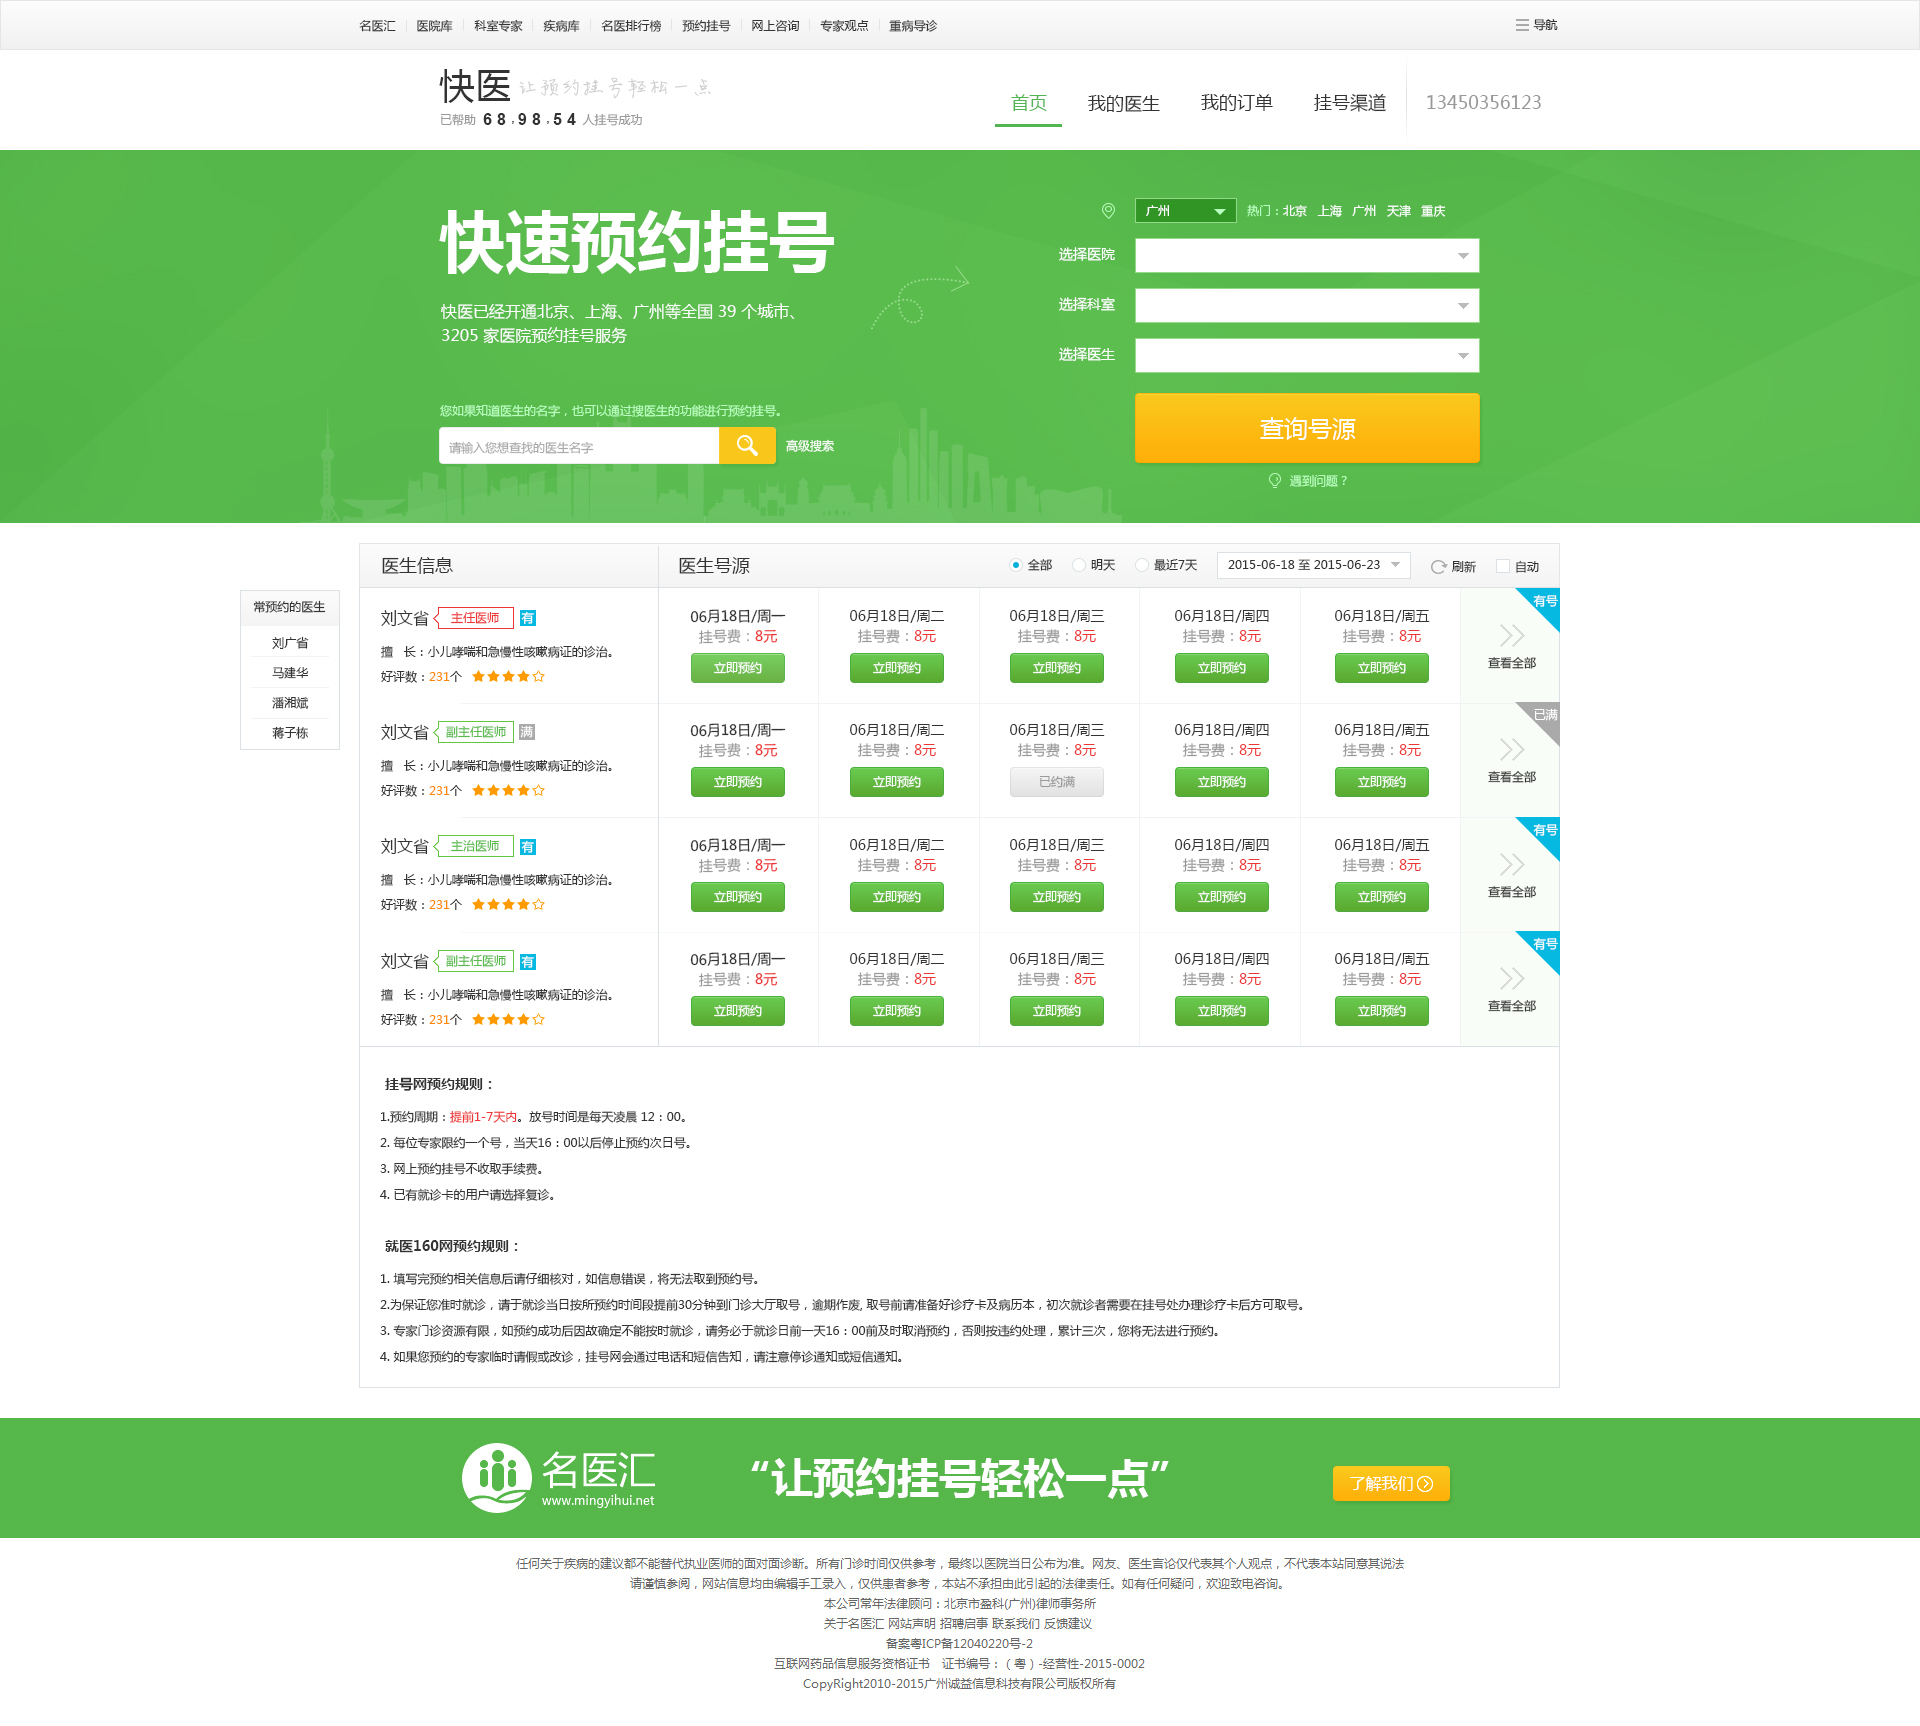 名医汇 医院库 科室专家 疾病库 名医排行榜 预约挂号 网上咨询 专家观点 重病导诊 导航
快医 让预约挂号轻松一点
已帮助 68,98,54 人挂号成功
首页 我的医生 我的订单 挂号渠道 13450356123
快速预约挂号
快医已经开通北京、上海、广州等全国 39 个城市、
3205 家医院预约挂号服务
您如果知道医生的名字，也可以通过搜医生的功能进行预约挂号。
请输入您想查找的医生名字 高级搜索
广州 热门：北京 上海 广州 天津 重庆
选择医院
选择科室
选择医生
查询号源
遇到问题？
常预约的医生
刘广省
马建华
潘湘斌
蒋子栋
医生信息 医生号源 全部 明天 最近7天 2015-06-18 至 2015-06-23 刷新 自动
刘文省 主任医师 有
擅 长：小儿哮喘和急慢性咳嗽病证的诊治。
好评数：231个
06月18日/周一 06月18日/周二 06月18日/周三 06月18日/周四 06月18日/周五 有号
挂号费：8元 挂号费：8元 挂号费：8元 挂号费：8元 挂号费：8元
立即预约 立即预约 立即预约 立即预约 立即预约 查看全部
刘文省 副主任医师 满
擅 长：小儿哮喘和急慢性咳嗽病证的诊治。
好评数：231个
06月18日/周一 06月18日/周二 06月18日/周三 06月18日/周四 06月18日/周五 已满
挂号费：8元 挂号费：8元 挂号费：8元 挂号费：8元 挂号费：8元
立即预约 立即预约 已约满 立即预约 立即预约 查看全部
刘文省 主治医师 有
擅 长：小儿哮喘和急慢性咳嗽病证的诊治。
好评数：231个
06月18日/周一 06月18日/周二 06月18日/周三 06月18日/周四 06月18日/周五 有号
挂号费：8元 挂号费：8元 挂号费：8元 挂号费：8元 挂号费：8元
立即预约 立即预约 立即预约 立即预约 立即预约 查看全部
刘文省 副主任医师 有
擅 长：小儿哮喘和急慢性咳嗽病证的诊治。
好评数：231个
06月18日/周一 06月18日/周二 06月18日/周三 06月18日/周四 06月18日/周五 有号
挂号费：8元 挂号费：8元 挂号费：8元 挂号费：8元 挂号费：8元
立即预约 立即预约 立即预约 立即预约 立即预约 查看全部
挂号网预约规则：
1.预约周期：提前1-7天内。放号时间是每天凌晨 12：00。
2. 每位专家限约一个号，当天16：00以后停止预约次日号。
3. 网上预约挂号不收取手续费。
4. 已有就诊卡的用户请选择复诊。
就医160网预约规则：
1. 填写完预约相关信息后请仔细核对，如信息错误，将无法取到预约号。
2.为保证您准时就诊，请于就诊当日按所预约时间段提前30分钟到门诊大厅取号，逾期作废, 取号前请准备好诊疗卡及病历本，初次就诊者需要在挂号处办理诊疗卡后方可取号。
3. 专家门诊资源有限，如预约成功后因故确定不能按时就诊，请务必于就诊日前一天16：00前及时取消预约，否则按违约处理，累计三次，您将无法进行预约。
4. 如果您预约的专家临时请假或改诊，挂号网会通过电话和短信告知，请注意停诊通知或短信通知。
名医汇
www.mingyihui.net
“让预约挂号轻松一点”
了解我们
任何关于疾病的建议都不能替代执业医师的面对面诊断。所有门诊时间仅供参考，最终以医院当日公布为准。网友、医生言论仅代表其个人观点，不代表本站同意其说法
请谨慎参阅，网站信息均由编辑手工录入，仅供患者参考，本站不承担由此引起的法律责任。如有任何疑问，欢迎致电咨询。
本公司常年法律顾问：北京市盈科(广州)律师事务所
关于名医汇 网站声明 招聘启事 联系我们 反馈建议
备案粤ICP备12040220号-2
互联网药品信息服务资格证书 证书编号：（粤）-经营性-2015-0002
CopyRight2010-2015广州诚益信息科技有限公司版权所有